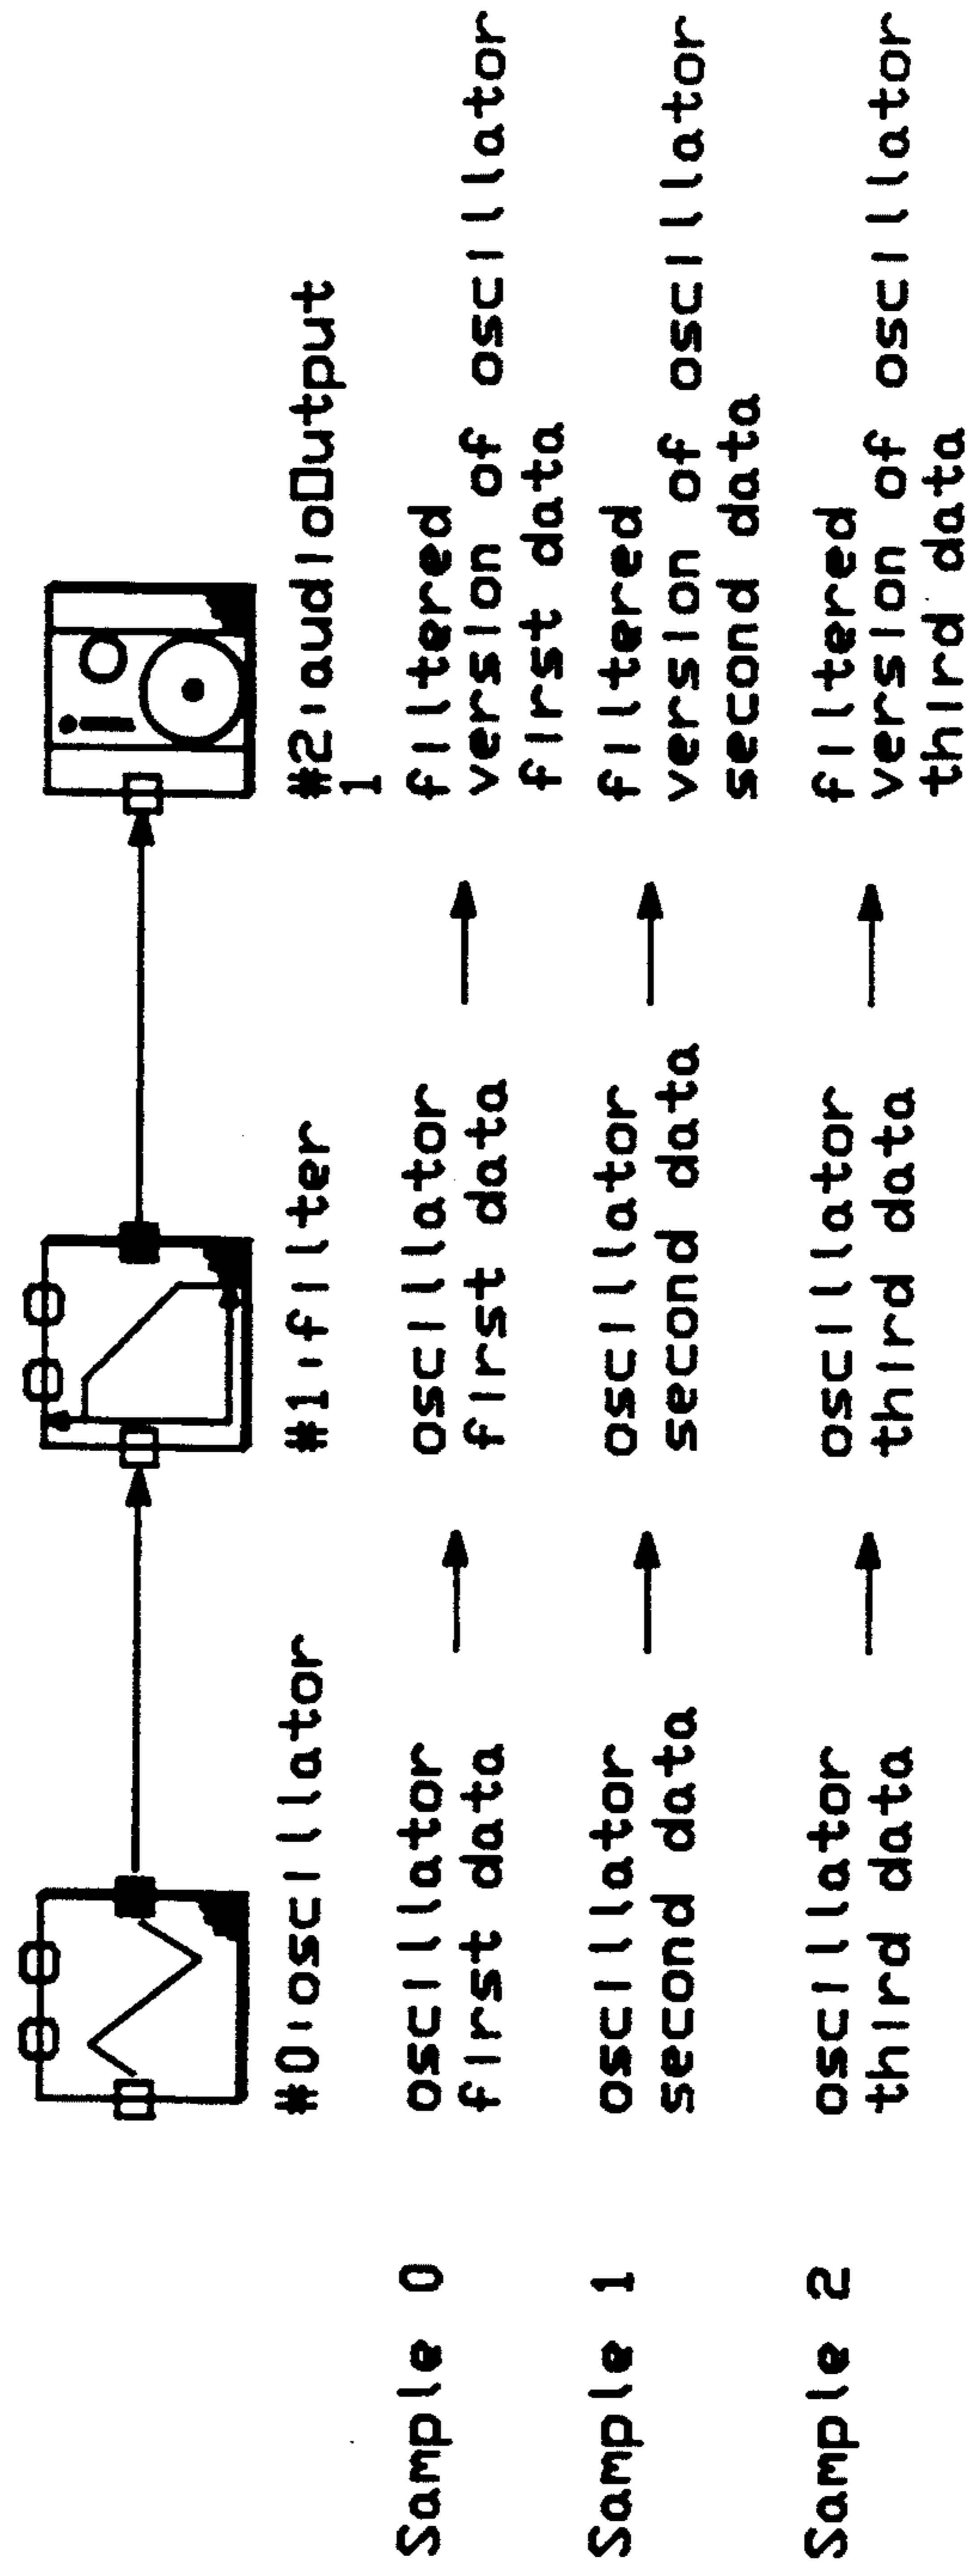 #0:oscillator
#1:filter
#2:audioOutput
1
Sample 0
oscillator
first data
oscillator
first data
filtered
version of oscillator
first data
Sample 1
oscillator
second data
oscillator
second data
filtered
version of oscillator
second data
Sample 2
oscillator
third data
oscillator
third data
filtered
version of oscillator
third data